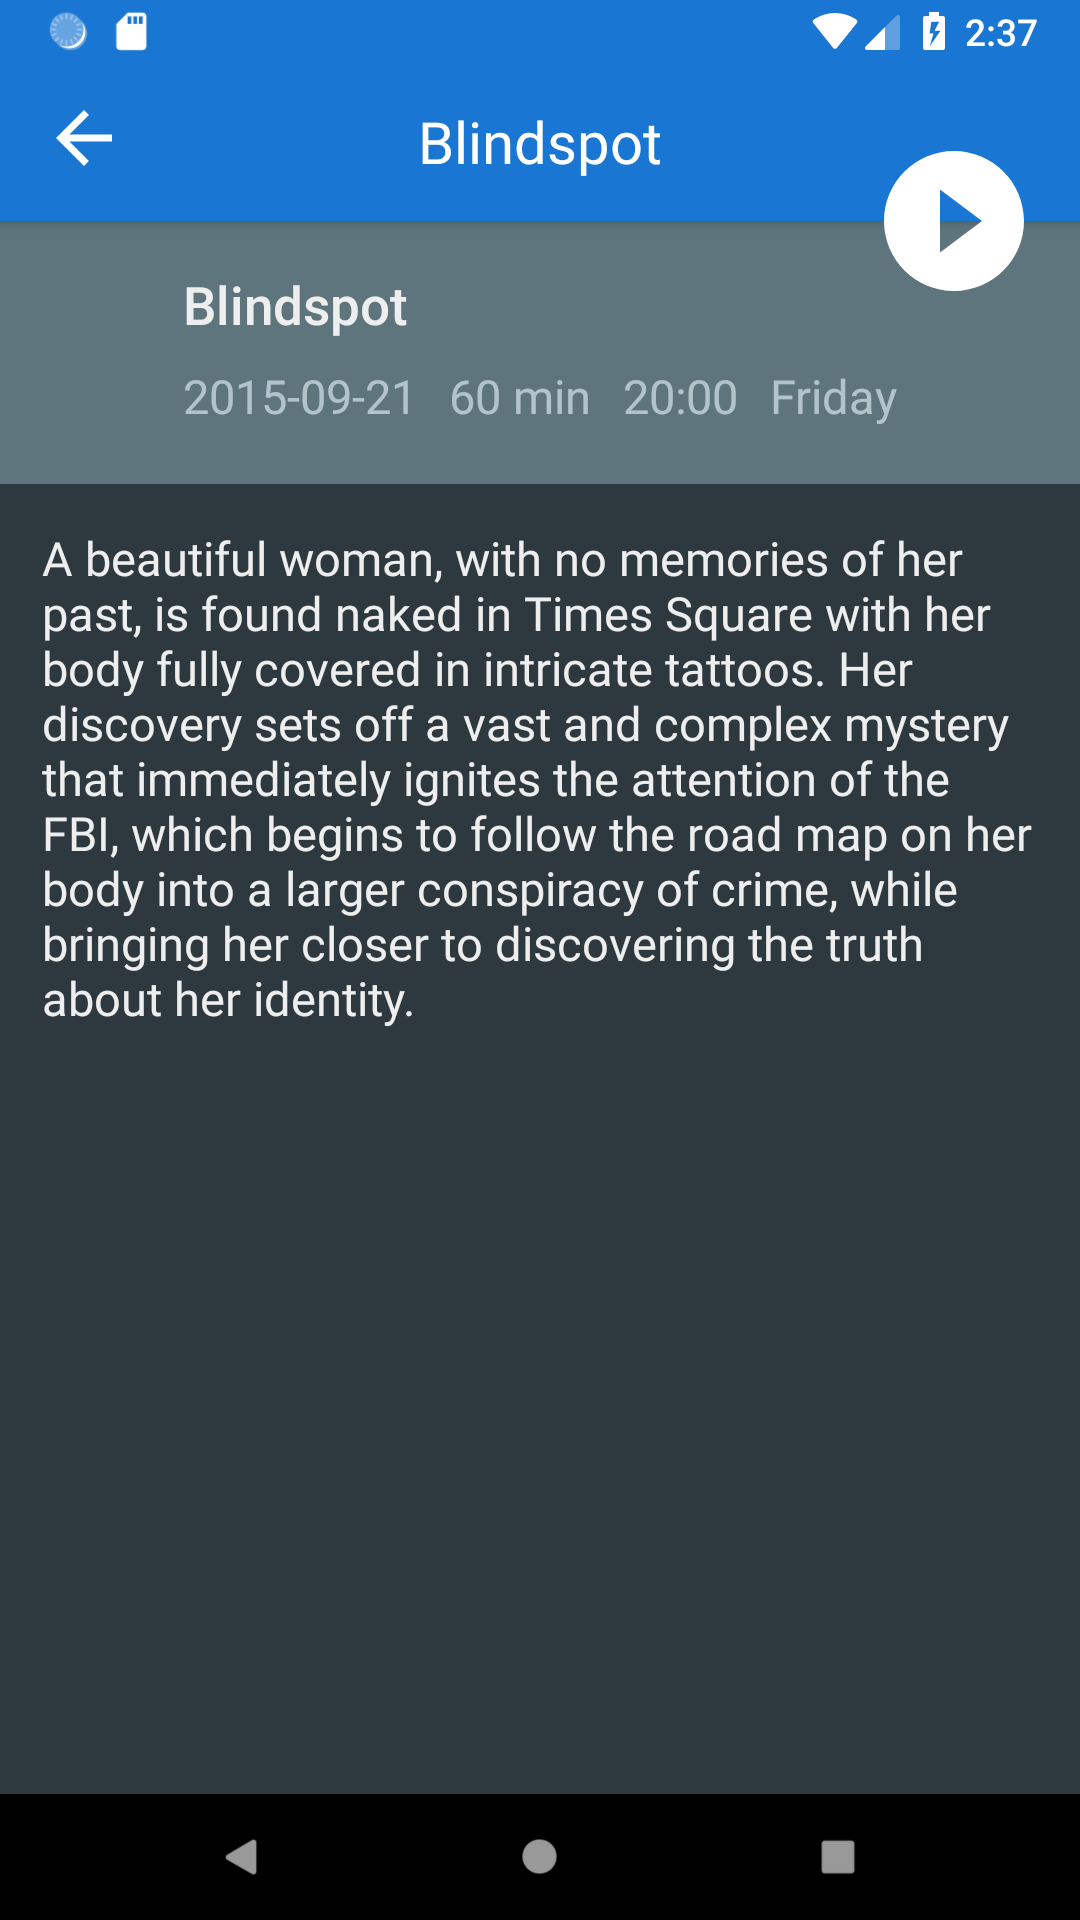 2:37
Blindspot
Blindspot
2015-09-21 60 min 20:00 Friday
A beautiful woman, with no memories of her
past, is found naked in Times Square with her
body fully covered in intricate tattoos. Her
discovery sets off a vast and complex mystery
that immediately ignites the attention of the
FBI, which begins to follow the road map on her
body into a larger conspiracy of crime, while
bringing her closer to discovering the truth
about her identity.